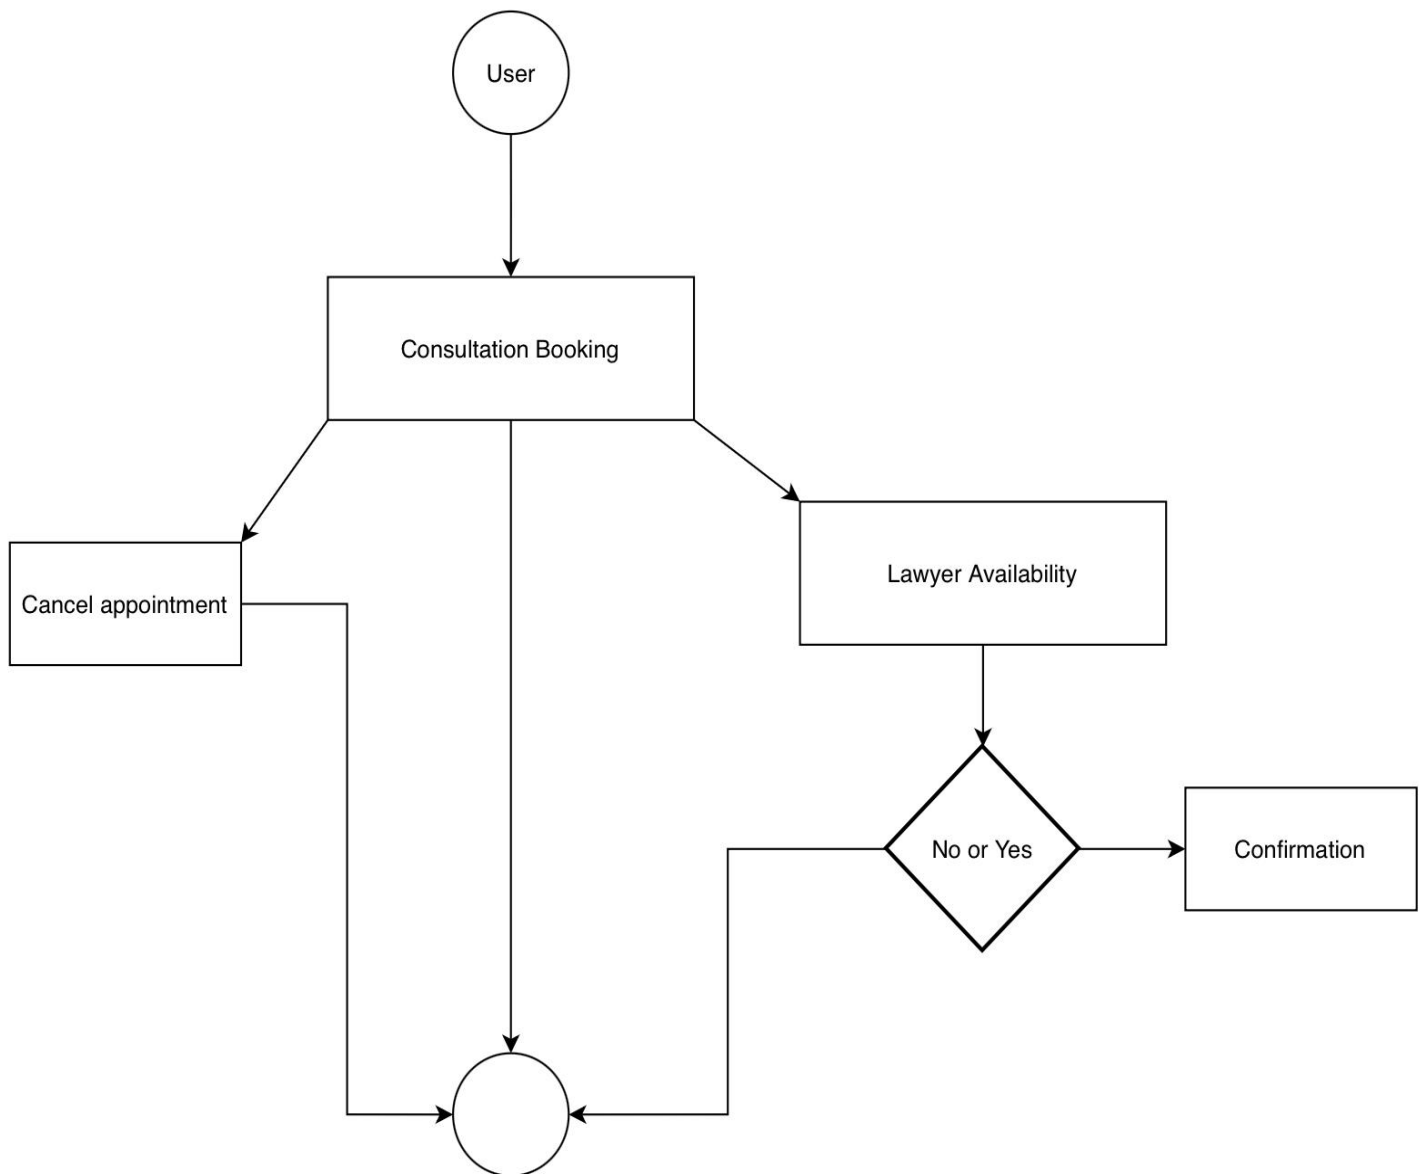 User
Consultation Booking
Lawyer Availability
Cancel appointment
No or Yes
Confirmation